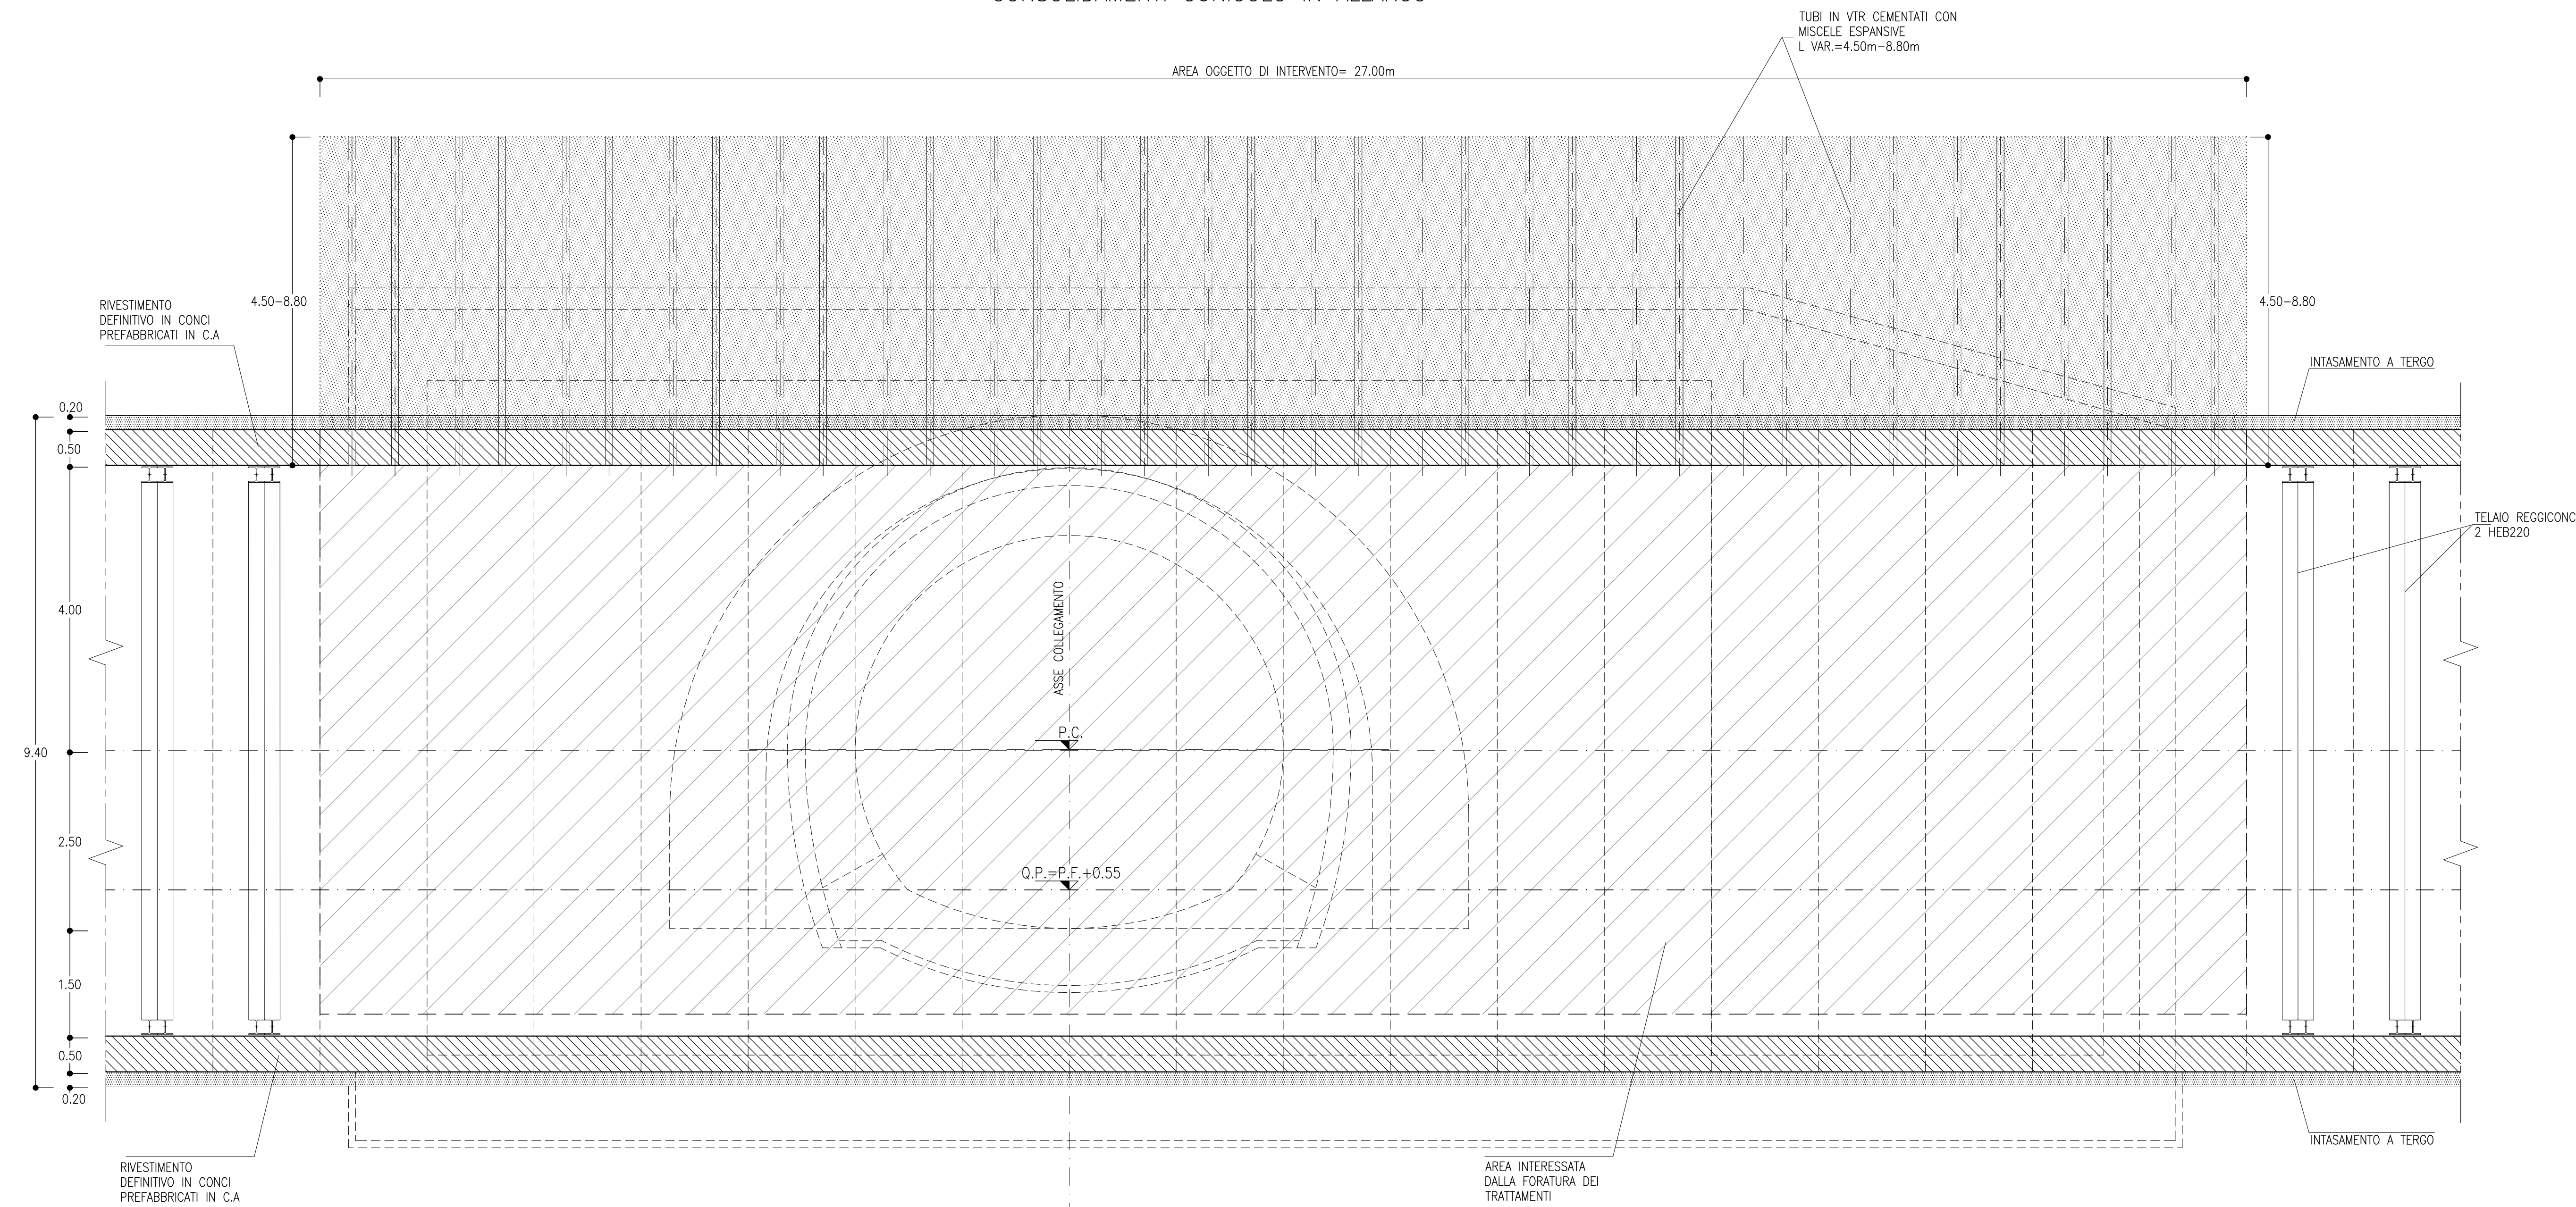 TUBI IN VTR CEMENTATI CON
MISCELE ESPANSIVE
L VAR.=4.50m-8.80m
AREA OGGETTO DI INTERVENTO= 27.00m
4.50-8.80
4.50-8.80
RIVESTIMENTO
DEFINITIVO IN CONCI
PREFABBRICATI IN C.A
INTASAMENTO A TERGO
0.20
0.50
TELAIO REGGICONC
2 HEB220
4.00
ASSE COLLEGAMENTO
P.C.
9.40
2.50
Q.P.=P.F.+0.55
1.50
0.50
0.20
INTASAMENTO A TERGO
RIVESTIMENTO
DEFINITIVO IN CONCI
PREFABBRICATI IN C.A
AREA INTERESSATA
DALLA FORATURA DEI
TRATTAMENTI